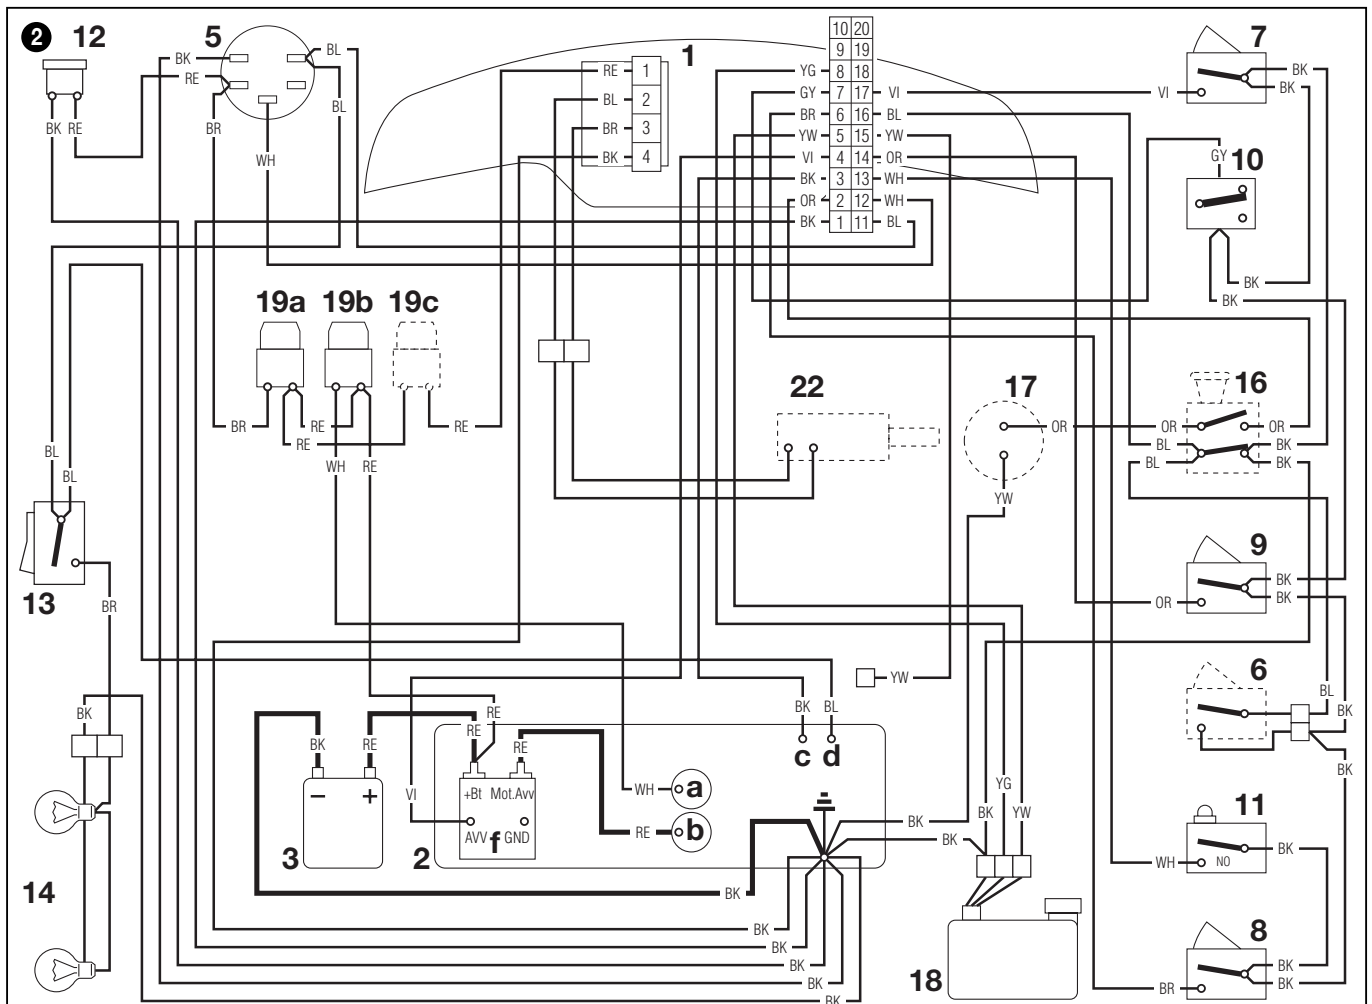 2 12 5 1 7
10 20
9 19
YG 8 18
GY 7 17 VI
BR 6 16 BL
YW 5 15 YW
VI 4 14 OR
BK 3 13 WH
OR 2 12 WH
BK 1 11 BL
RE 1
BL 2
BR 3
BK 4
BK
RE
BL
BL
BR
WH
BK RE
VI
BK
BK
10
GY
BK
BK
19a 19b 19c
BR RE RE
RE
WH RE
22
17
OR OR OR
YW
16
BL BK
BL BK
BL
BL
13
BR
9
BK
BK
OR
6
BL
BK
BK
YW
BK BL
c d
BK
BK RE
RE RE RE
- +
3
VI
+Bt Mot.Avv
AVV f GND
2
WH a
RE b
BK
BK
BK YG YW
18
11
BK
WH NO
8
BK
BK
BR
14
BK
BK
BK
BK
BK
BK